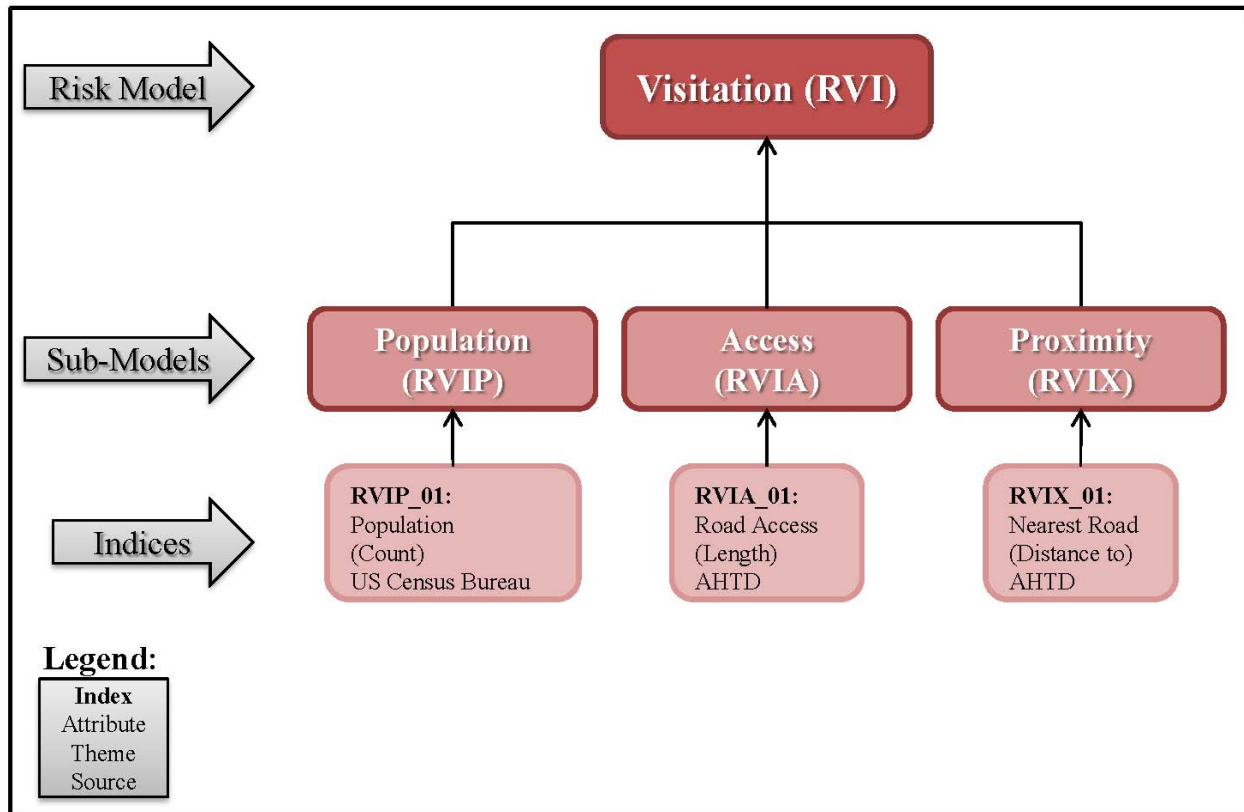 Risk Model
Visitation (RVI)
Sub-Models
Population
(RVIP)
Access
(RVIA)
Proximity
(RVIX)
Indices
RVIP_01:
Population
(Count)
US Census Bureau
RVIA_01:
Road Access
(Length)
AHTD
RVIX_01:
Nearest Road
(Distance to)
AHTD
Legend:
Index
Attribute
Theme
Source